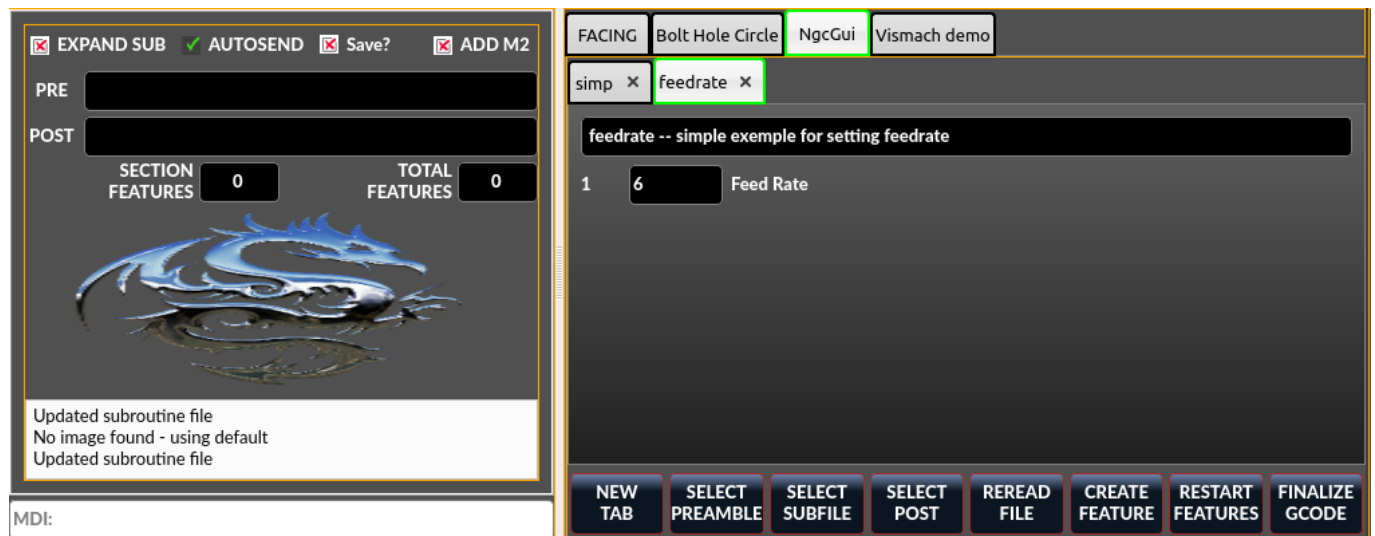 EXPAND SUB AUTOSEND Save? ADD M2
PRE
POST
SECTION FEATURES 0 TOTAL FEATURES 0
Updated subroutine file
No image found - using default
Updated subroutine file
MDI:
FACING Bolt Hole Circle NgcGui Vismach demo
simp feedrate
feedrate -- simple exemple for setting feedrate
1 6 Feed Rate
NEW TAB SELECT PREAMBLE SELECT SUBFILE SELECT POST REREAD FILE CREATE FEATURE RESTART FEATURES FINALIZE GCODE